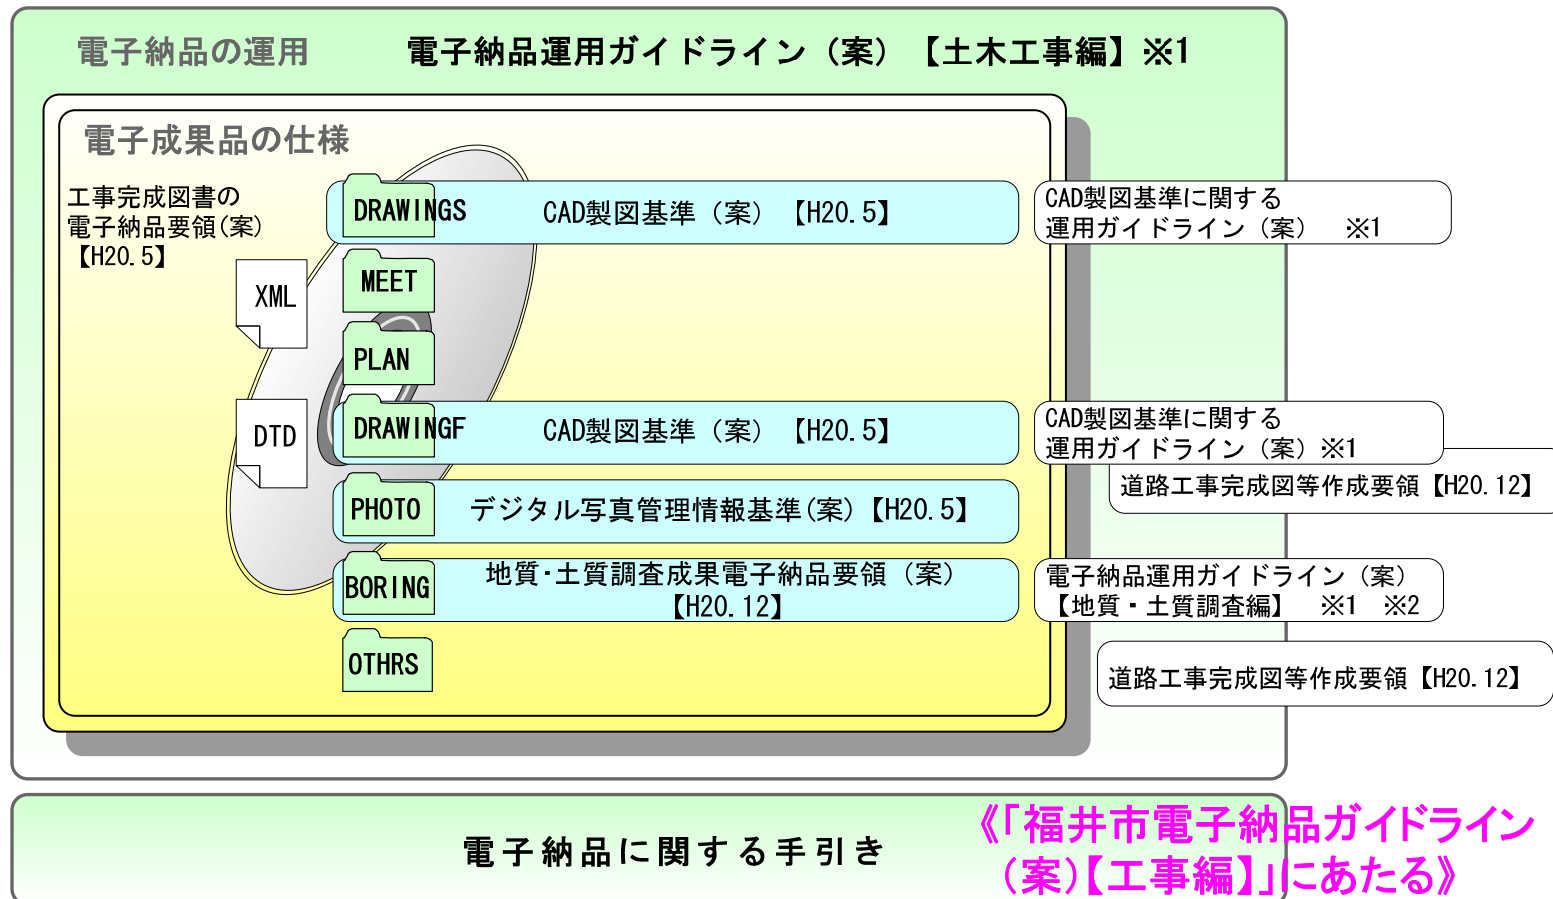 電子納品の運用　電子納品運用ガイドライン（案）【土木工事編】※1
電子成果品の仕様
工事完成図書の
電子納品要領(案)
【H20.5】
XML
DTD
DRAWINGS　CAD製図基準（案）【H20.5】
CAD製図基準に関する
運用ガイドライン（案）　※1
MEET
PLAN
DRAWINGF　CAD製図基準（案）【H20.5】
CAD製図基準に関する
運用ガイドライン（案）※1
道路工事完成図等作成要領【H20.12】
PHOTO　デジタル写真管理情報基準(案)【H20.5】
BORING　地質・土質調査成果電子納品要領（案）
【H20.12】
電子納品運用ガイドライン（案）
【地質・土質調査編】　※1　※2
OTHRS
道路工事完成図等作成要領【H20.12】
電子納品に関する手引き
《「福井市電子納品ガイドライン
（案）【工事編】」にあたる》